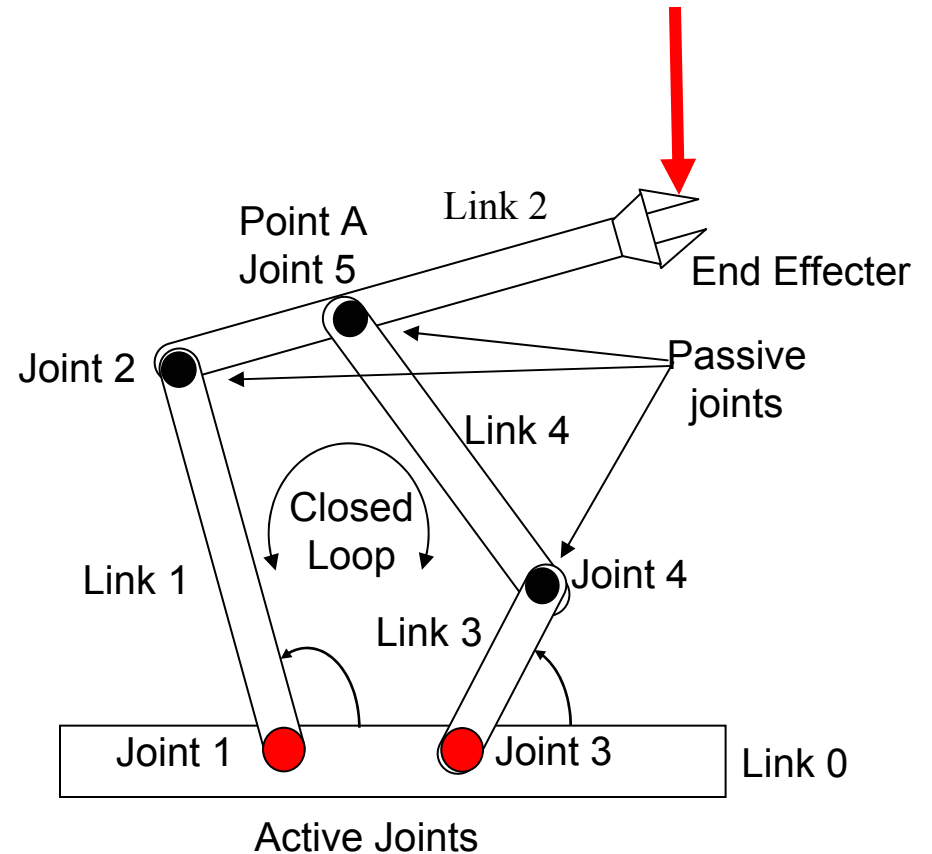 Link 2
Point A
Joint 5
End Effecter
Joint 2
Passive
joints
Link 4
Closed
Loop
Link 1
Joint 4
Link 3
Joint 1
Joint 3
Link 0
Active Joints